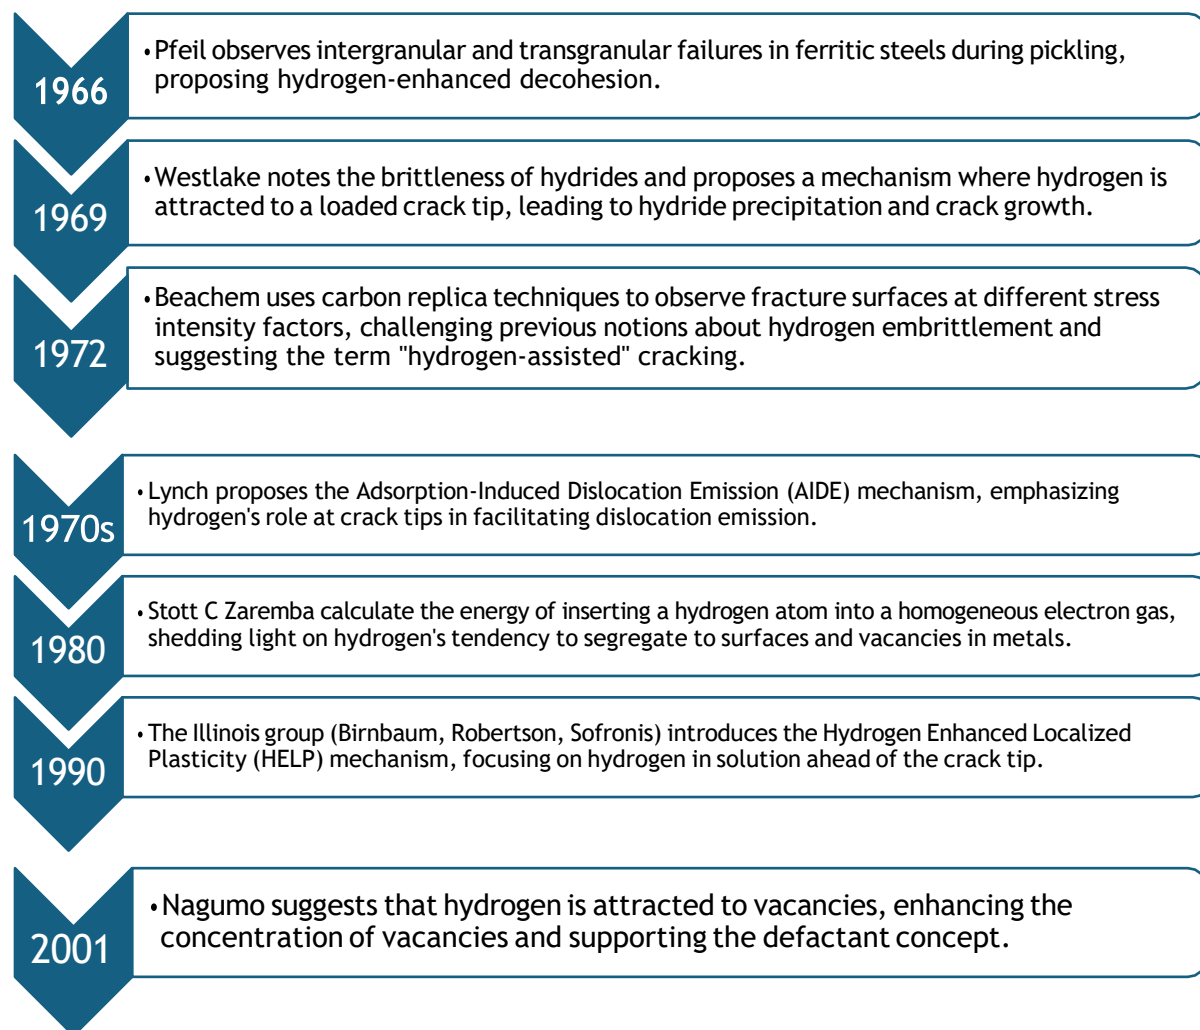 1966
• Pfeil observes intergranular and transgranular failures in ferritic steels during pickling,
proposing hydrogen-enhanced decohesion.
1969
• Westlake notes the brittleness of hydrides and proposes a mechanism where hydrogen is
attracted to a loaded crack tip, leading to hydride precipitation and crack growth.
1972
• Beachem uses carbon replica techniques to observe fracture surfaces at different stress
intensity factors, challenging previous notions about hydrogen embrittlement and
suggesting the term "hydrogen-assisted" cracking.
1970s
• Lynch proposes the Adsorption-Induced Dislocation Emission (AIDE) mechanism, emphasizing
hydrogen's role at crack tips in facilitating dislocation emission.
1980
• Stott C Zaremba calculate the energy of inserting a hydrogen atom into a homogeneous electron gas,
shedding light on hydrogen's tendency to segregate to surfaces and vacancies in metals.
1990
• The Illinois group (Birnbaum, Robertson, Sofronis) introduces the Hydrogen Enhanced Localized
Plasticity (HELP) mechanism, focusing on hydrogen in solution ahead of the crack tip.
2001
• Nagumo suggests that hydrogen is attracted to vacancies, enhancing the
concentration of vacancies and supporting the defactant concept.